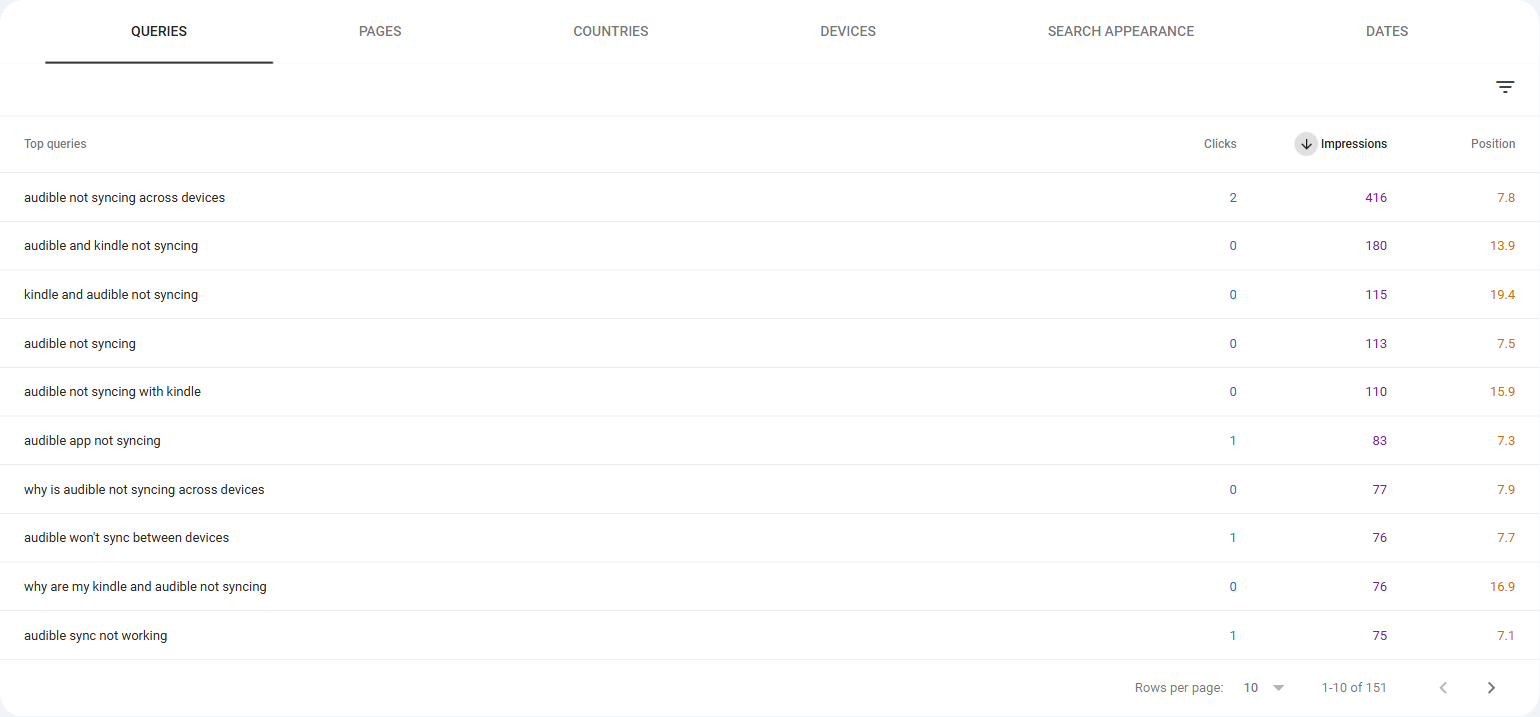 QUERIES PAGES COUNTRIES DEVICES SEARCH APPEARANCE DATES
Top queries Clicks Impressions Position
audible not syncing across devices 2 416 7.8
audible and kindle not syncing 0 180 13.9
kindle and audible not syncing 0 115 19.4
audible not syncing 0 113 7.5
audible not syncing with kindle 0 110 15.9
audible app not syncing 1 83 7.3
why is audible not syncing across devices 0 77 7.9
audible won't sync between devices 1 76 7.7
why are my kindle and audible not syncing 0 76 16.9
audible sync not working 1 75 7.1
Rows per page: 10 1-10 of 151